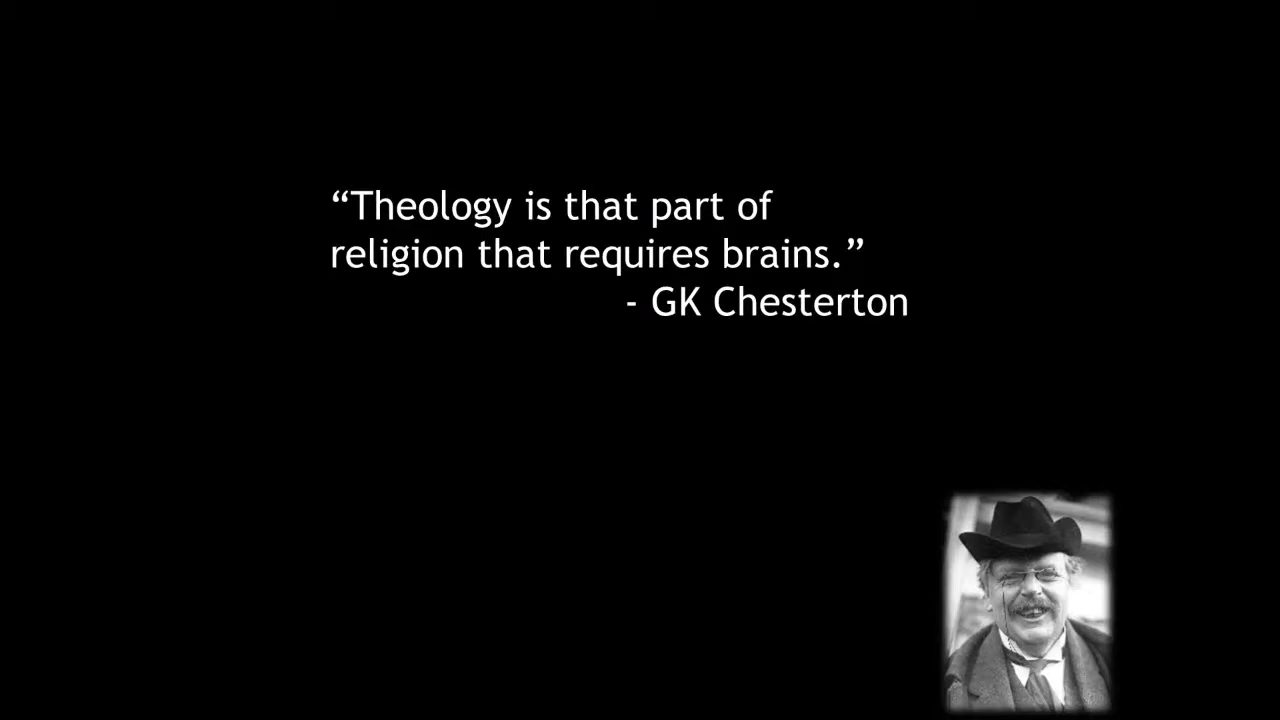 “Theology is that part of
religion that requires brains.”
- GK Chesterton